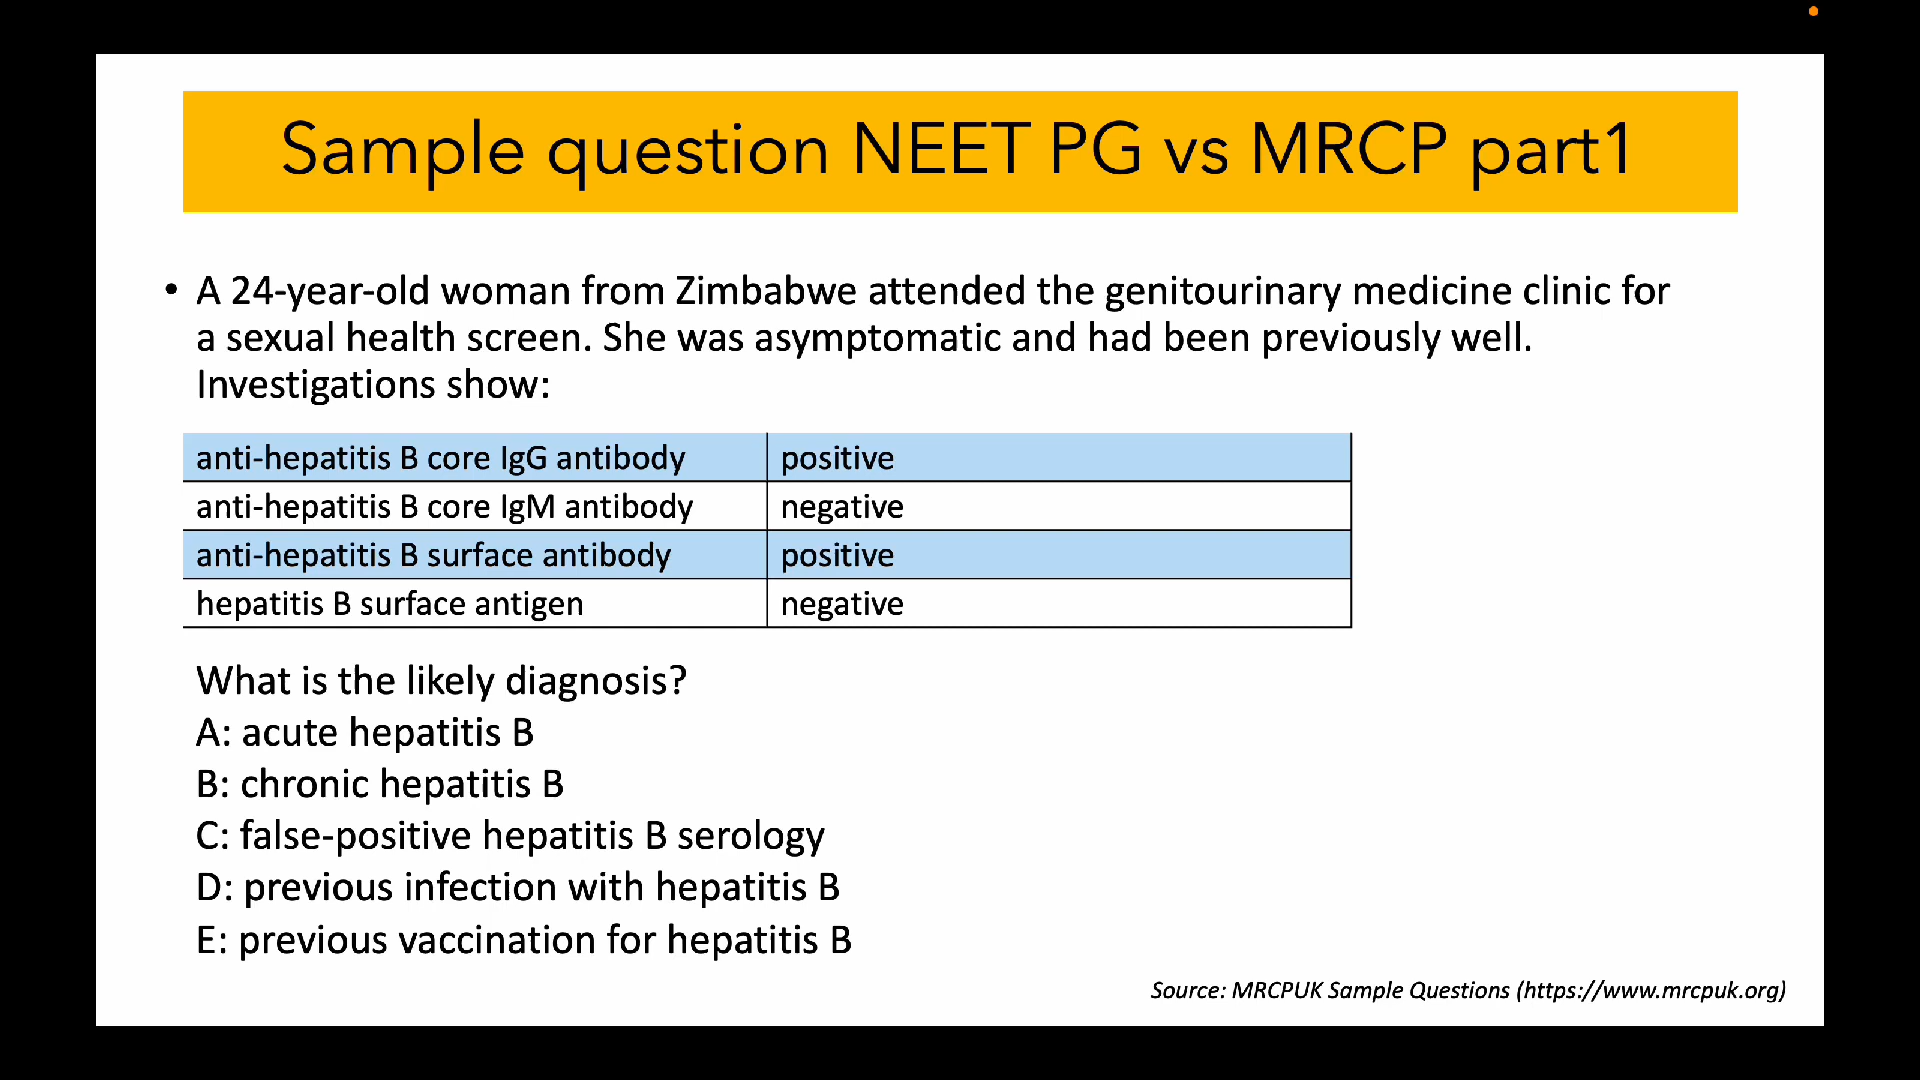 Sample question NEET PG vs MRCP part1
• A 24-year-old woman from Zimbabwe attended the genitourinary medicine clinic for
a sexual health screen. She was asymptomatic and had been previously well.
Investigations show:
anti-hepatitis B core IgG antibody positive
anti-hepatitis B core IgM antibody negative
anti-hepatitis B surface antibody positive
hepatitis B surface antigen negative
What is the likely diagnosis?
A: acute hepatitis B
B: chronic hepatitis B
C: false-positive hepatitis B serology
D: previous infection with hepatitis B
E: previous vaccination for hepatitis B
Source: MRCPUK Sample Questions (https://www.mrcpuk.org)